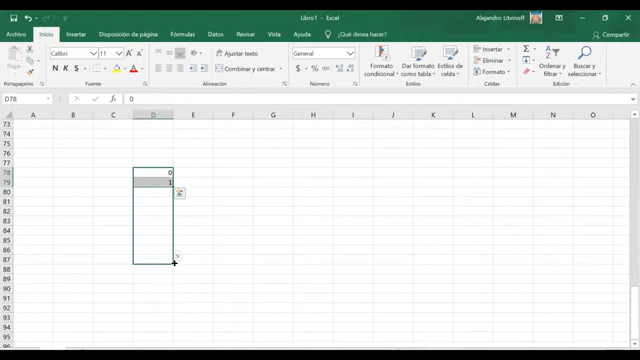 Libro1 - Excel
Alejandro Litvinoff
Archivo Inicio Insertar Disposición de página Fórmulas Datos Revisar Vista Ayuda ¿Qué desea hacer? Compartir
Calibri 11 Ajustar texto General Insertar
Pegar N K S Combinar y centrar $ % 000 Formato condicional Dar formato como tabla Estilos de celda Eliminar Ordenar y filtrar Buscar y seleccionar
Formato
Portapapeles Fuente Alineación Número Estilos Celdas Edición
D78 fx 0
A B C D E F G H I J K L M N O
73
74
75
76
77
78 0
79 1
80
81
82
83
84
85
86
87
88
89
90
91
92
93
94
95
96